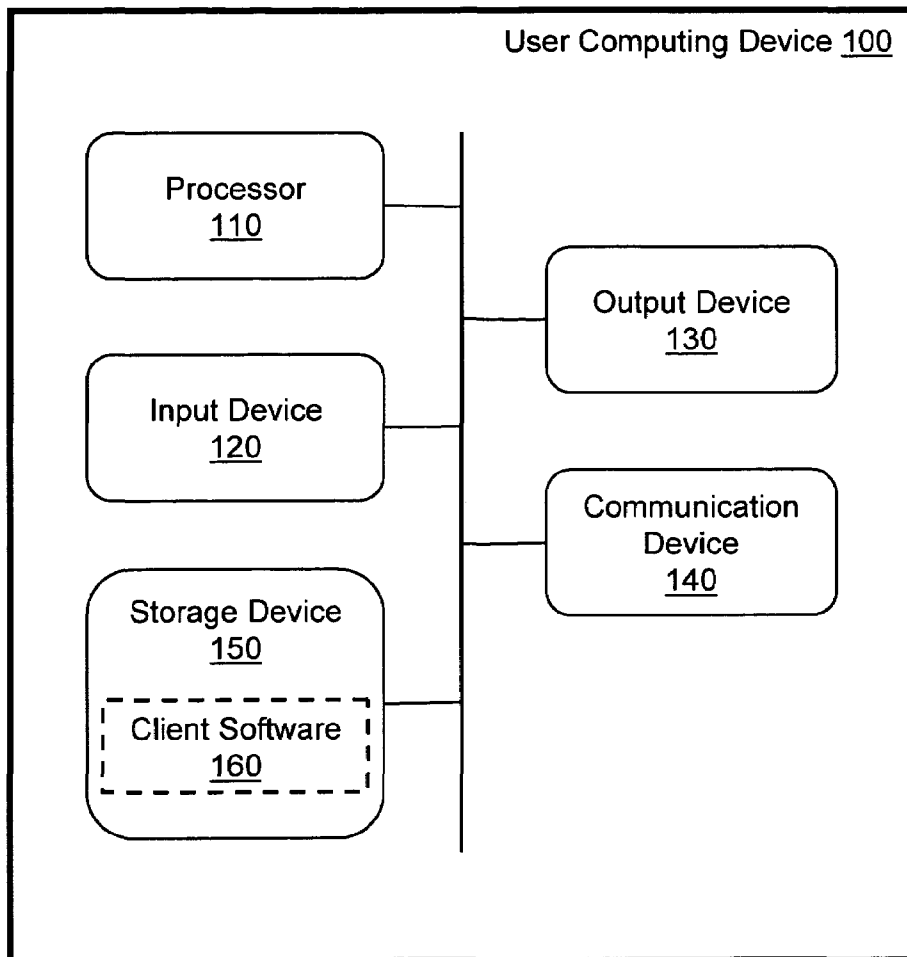 User Computing Device 100
Processor
110
Output Device
130
Input Device
120
Communication
Device
140
Storage Device
150
Client Software
160